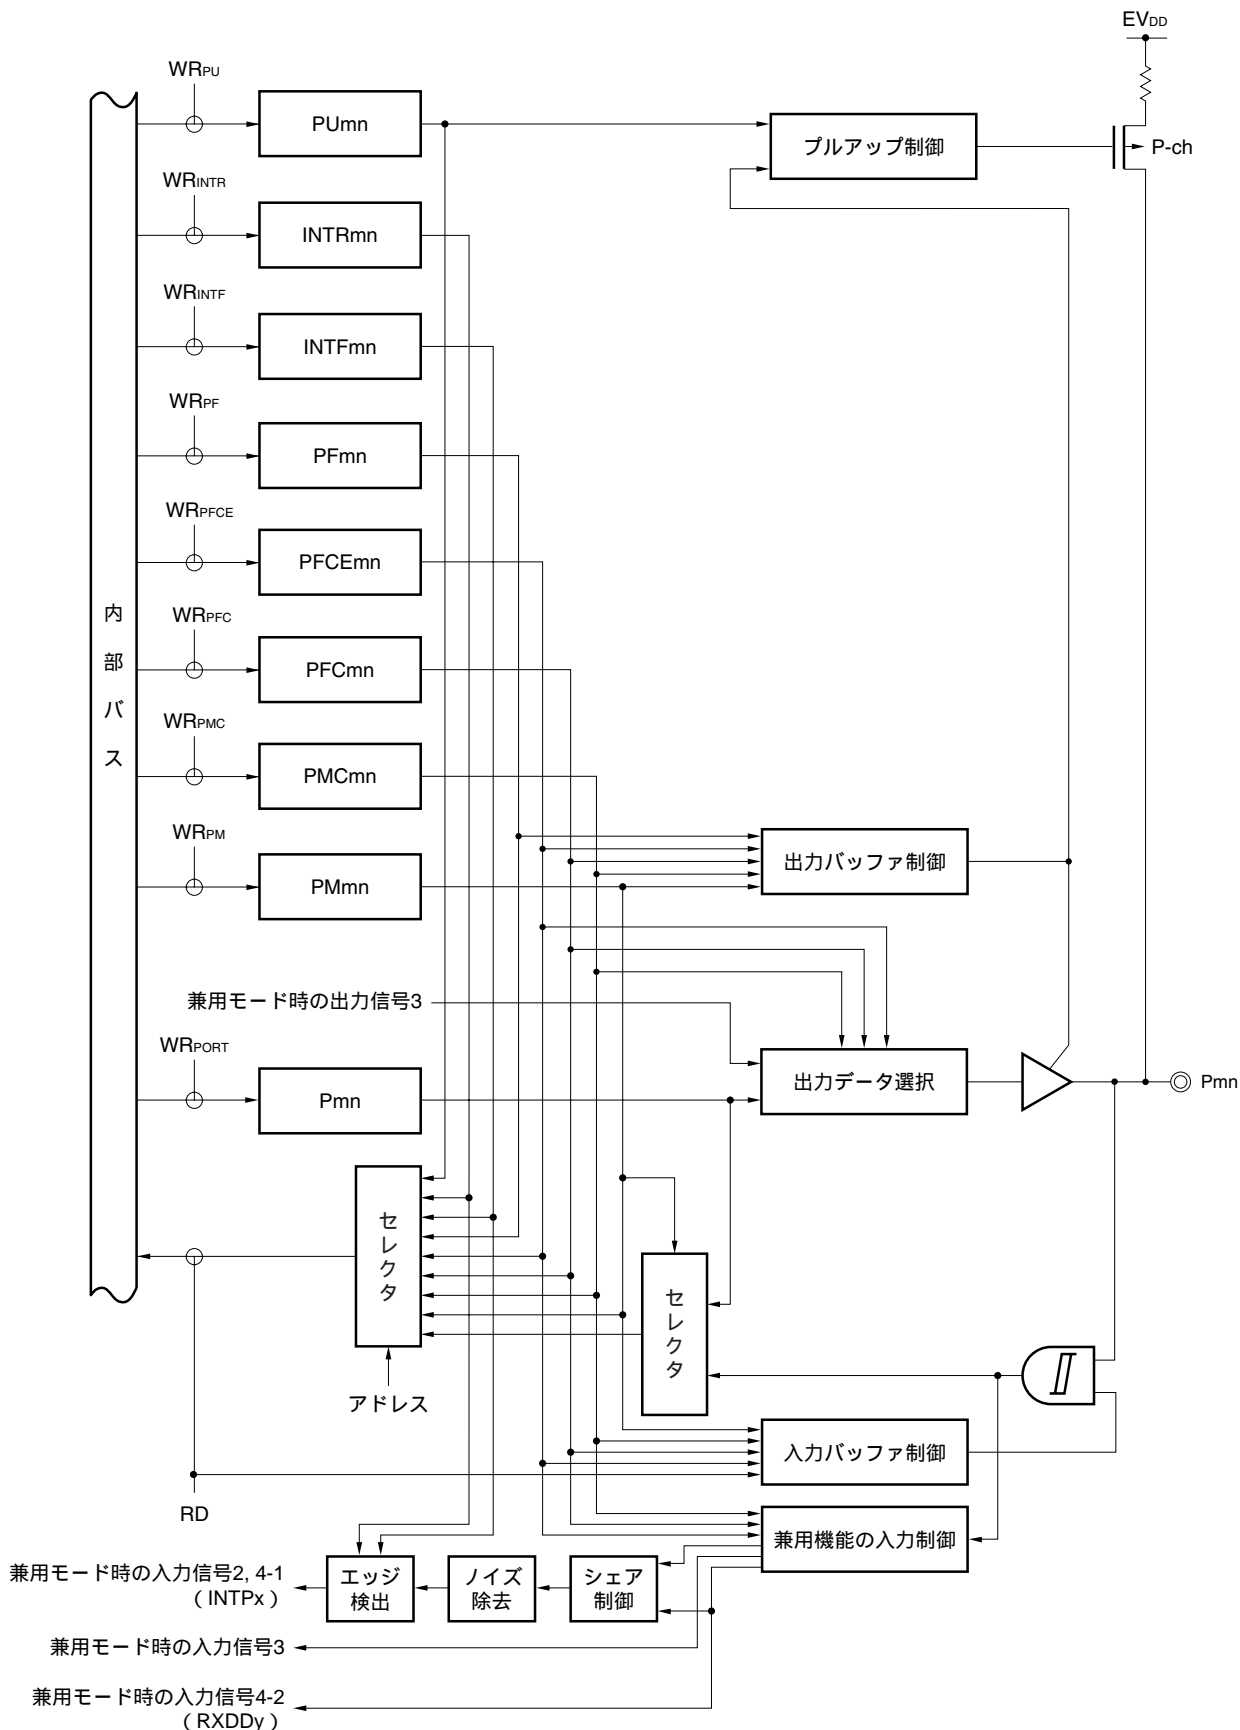 EVDD
WRPU
PUmn
プルアップ制御
P-ch
WRINTR
INTRmn
WRINTF
INTFmn
WRPF
PFmn
WRPFCE
PFCEmn
内部バス
WRPFC
PFCmn
WRPMC
PMCmn
WRPM
PMmn
出力バッファ制御
兼用モード時の出力信号3
WRPORT
Pmn
出力データ選択
Pmn
セレクタ
セレクタ
アドレス
入力バッファ制御
RD
兼用機能の入力制御
兼用モード時の入力信号2, 4-1
(INTPx)
エッジ
検出
ノイズ
除去
シェア
制御
兼用モード時の入力信号3
兼用モード時の入力信号4-2
(RXDDy)